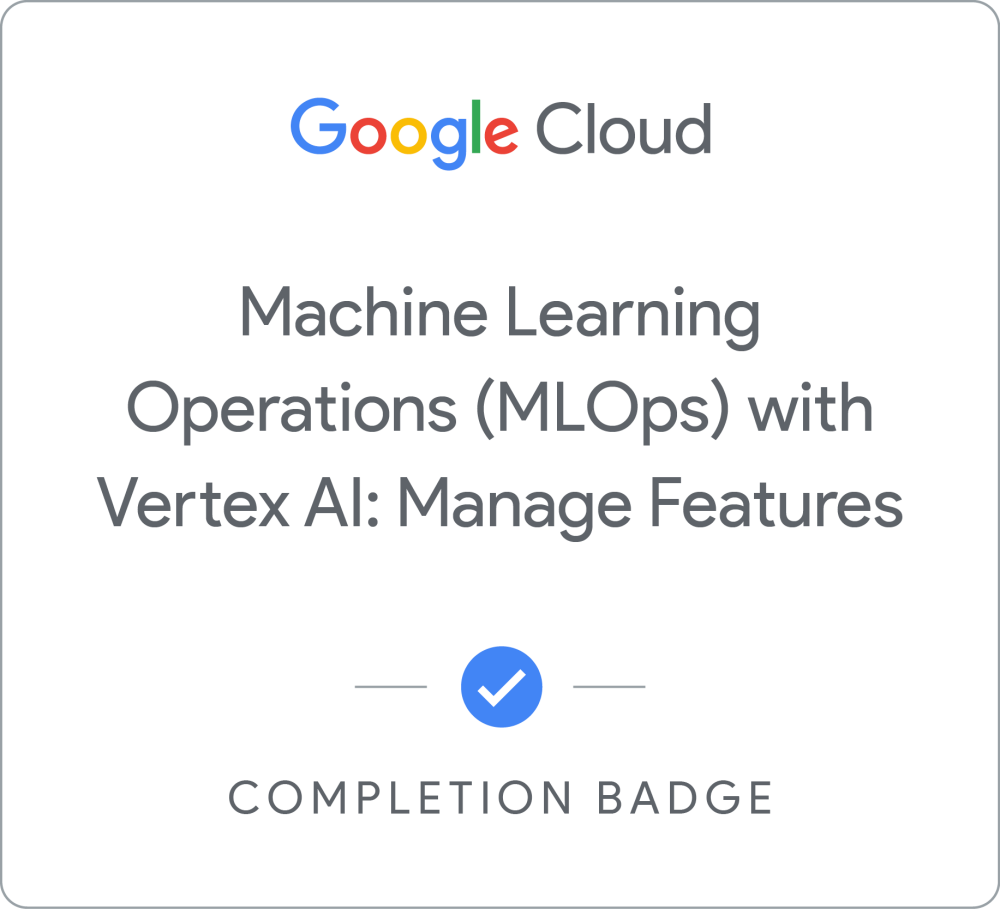 Google Cloud
Machine Learning
Operations (MLOps) with
Vertex AI: Manage Features
COMPLETION BADGE